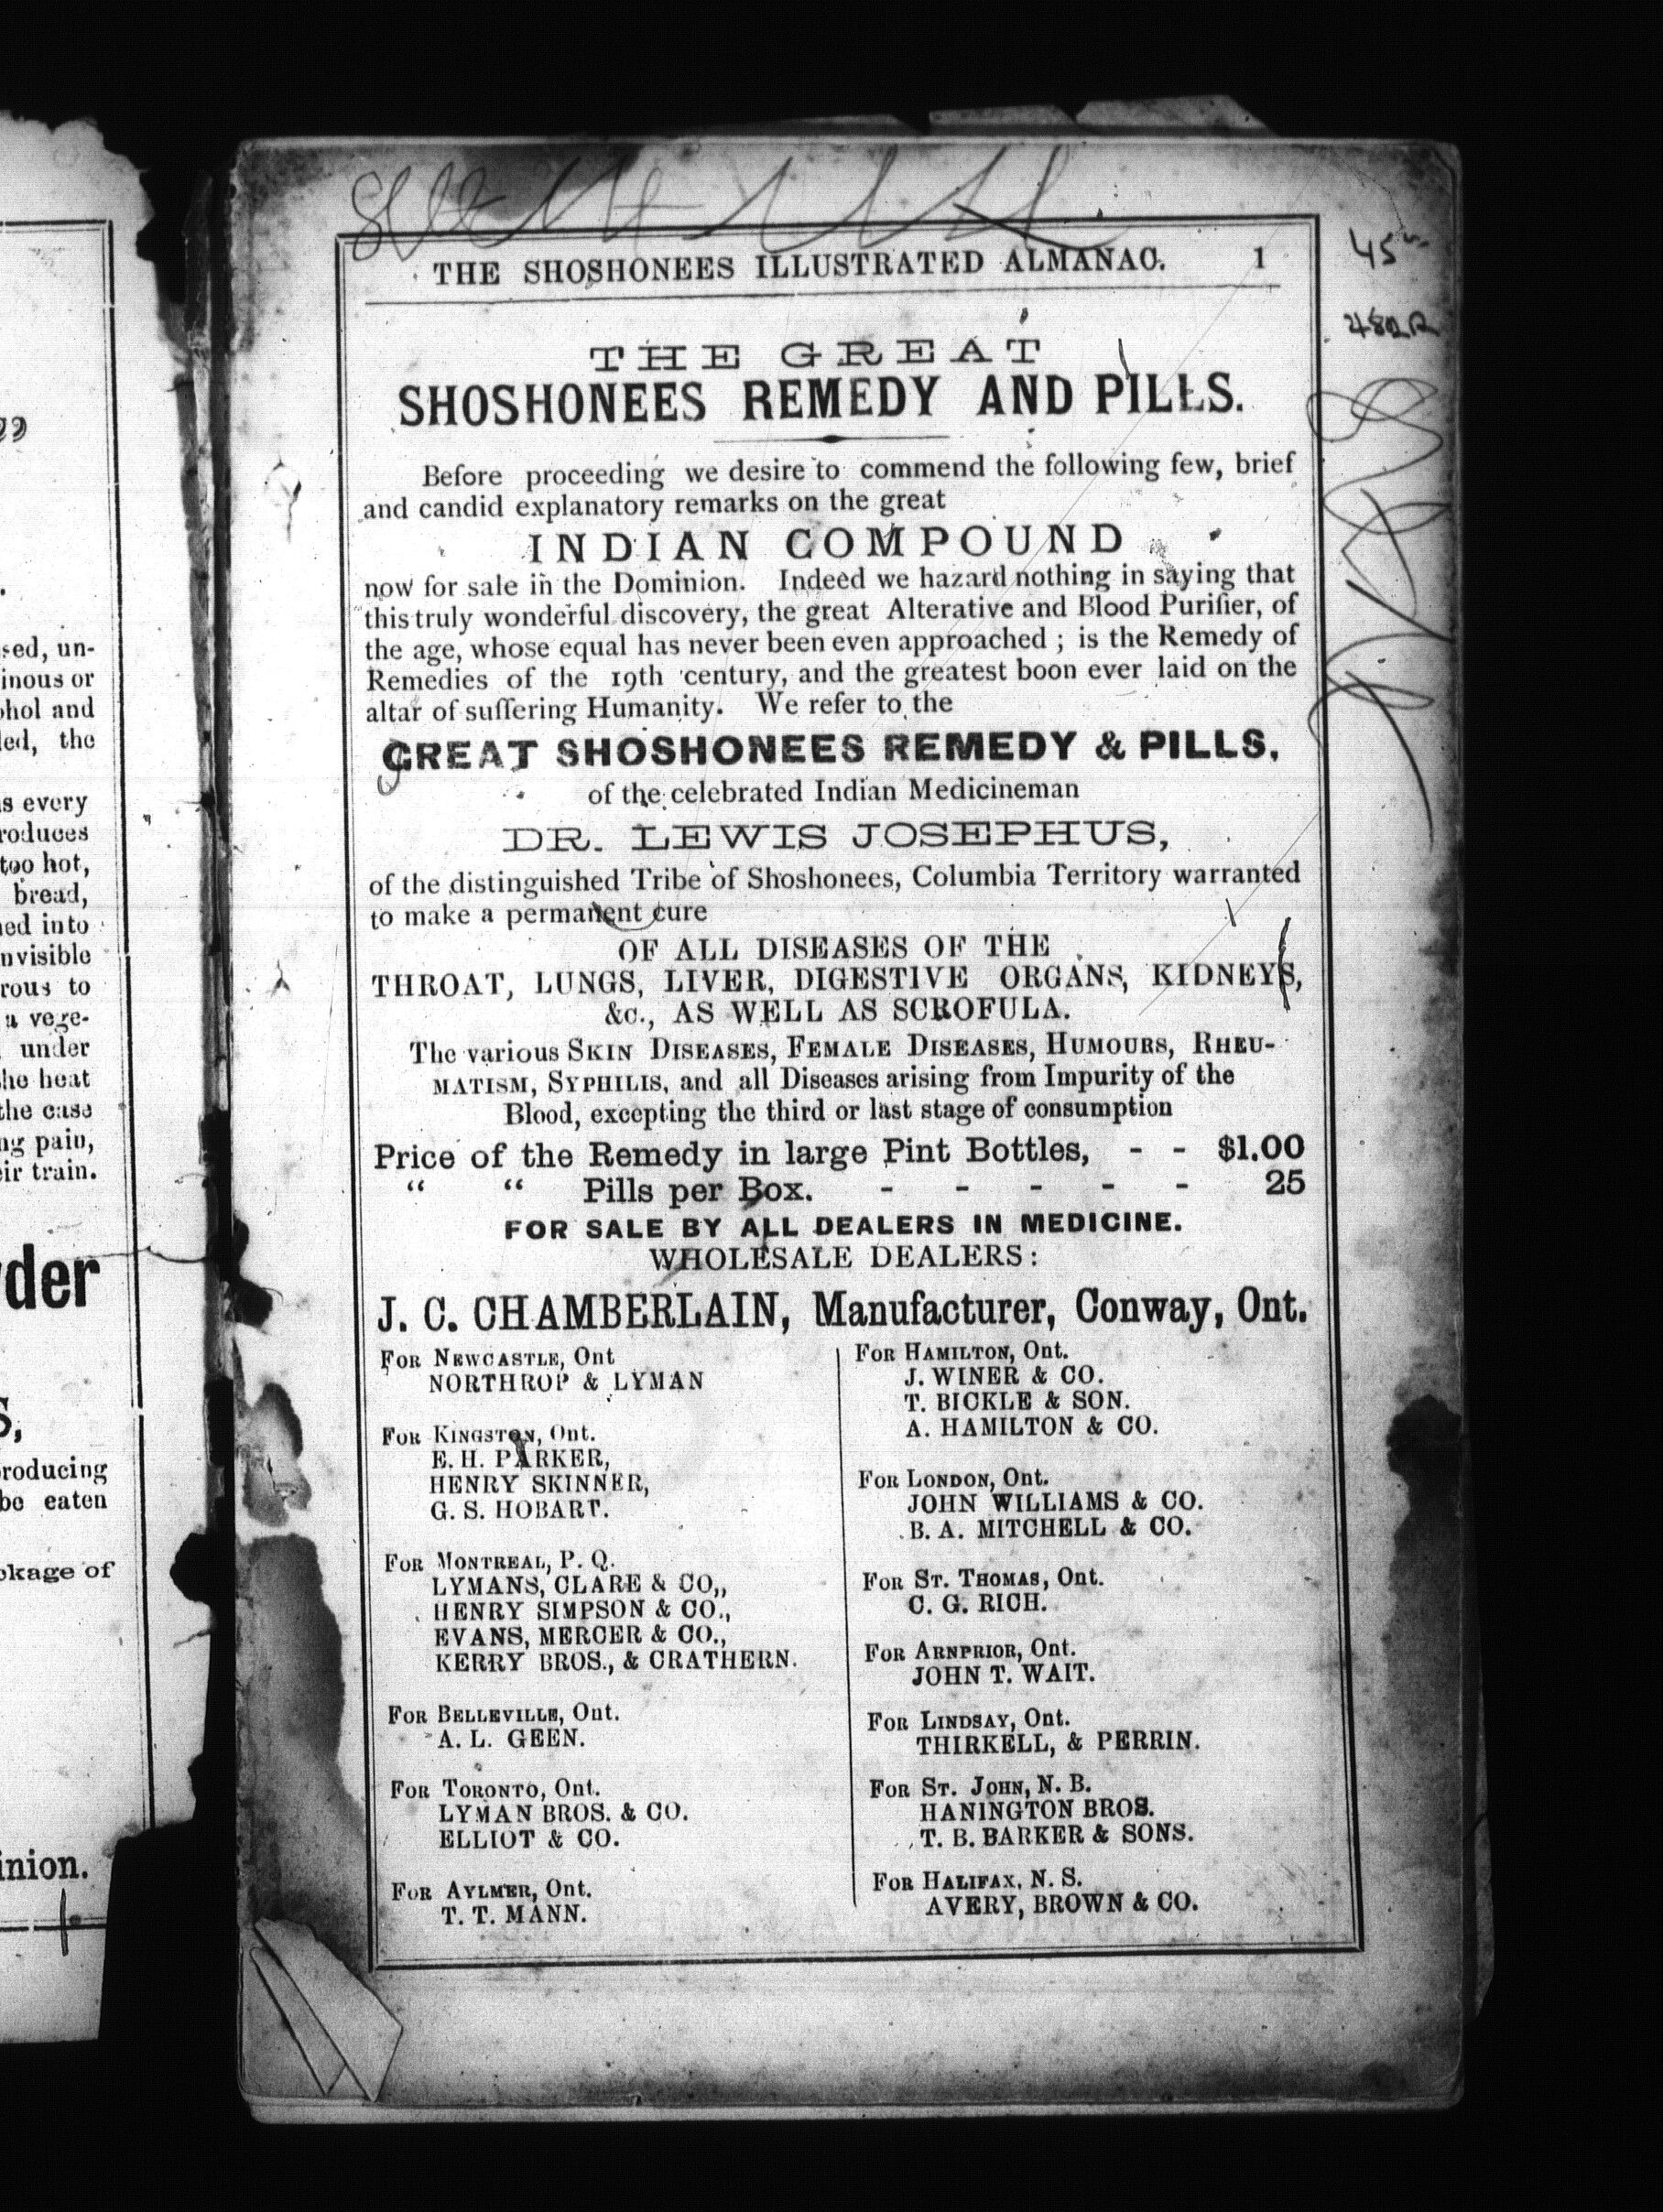 THE SHOSHONEES ILLUSTRATED ALMANAC. 1
THE GREAT
SHOSHONEES REMEDY AND PILLS.
Before proceeding we desire to commend the following few, brief
and candid explanatory remarks on the great
INDIAN COMPOUND
now for sale in the Dominion. Indeed we hazard nothing in saying that
this truly wonderful discovery, the great Alterative and Blood Purifier, of
the age, whose equal has never been even approached ; is the Remedy of
Remedies of the 19th century, and the greatest boon ever laid on the
altar of suffering Humanity. We refer to the
GREAT SHOSHONEES REMEDY & PILLS,
of the celebrated Indian Medicineman
DR. LEWIS JOSEPHUS,
of the distinguished Tribe of Shoshonees, Columbia Territory warranted
to make a permanent cure
OF ALL DISEASES OF THE
THROAT, LUNGS, LIVER, DIGESTIVE ORGANS, KIDNEYS,
&c., AS WELL AS SCROFULA.
The various SKIN DISEASES, FEMALE DISEASES, HUMOURS, RHEU-
MATISM, SYPHILIS, and all Diseases arising from Impurity of the
Blood, excepting the third or last stage of consumption
Price of the Remedy in large Pint Bottles, - - $1.00
" " Pills per Box. - - - - - 25
FOR SALE BY ALL DEALERS IN MEDICINE.
WHOLESALE DEALERS:
J. C. CHAMBERLAIN, Manufacturer, Conway, Ont.
FOR NEWCASTLE, Ont
NORTHROP & LYMAN
FOR KINGSTON, Ont.
E. H. PARKER,
HENRY SKINNER,
G. S. HOBART.
FOR MONTREAL, P. Q.
LYMANS, CLARE & CO,,
HENRY SIMPSON & CO.,
EVANS, MERCER & CO.,
KERRY BROS., & CRATHERN.
FOR BELLEVILLE, Ont.
A. L. GEEN.
FOR TORONTO, Ont.
LYMAN BROS. & CO.
ELLIOT & CO.
FOR AYLMER, Ont.
T. T. MANN.
FOR HAMILTON, Ont.
J. WINER & CO.
T. BICKLE & SON.
A. HAMILTON & CO.
FOR LONDON, Ont.
JOHN WILLIAMS & CO.
B. A. MITCHELL & CO.
FOR ST. THOMAS, Ont.
C. G. RICH.
FOR ARNPRIOR, Ont.
JOHN T. WAIT.
FOR LINDSAY, Ont.
THIRKELL, & PERRIN.
FOR ST. JOHN, N. B.
HANINGTON BROS.
T. B. BARKER & SONS.
FOR HALIFAX, N. S.
AVERY, BROWN & CO.